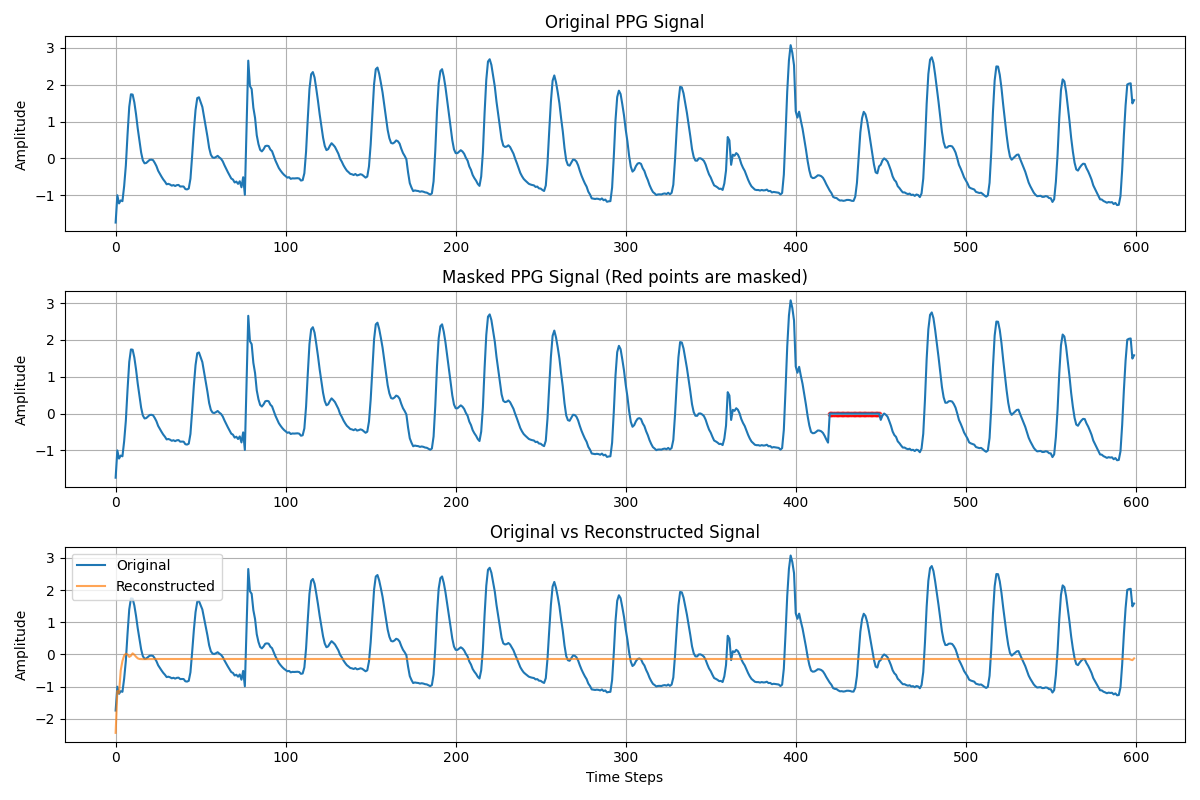 Original PPG Signal
Amplitude
3
2
1
0
−1
0 100 200 300 400 500 600
Masked PPG Signal (Red points are masked)
Amplitude
3
2
1
0
−1
0 100 200 300 400 500 600
Original vs Reconstructed Signal
Amplitude
3
2
1
0
−1
−2
Original
Reconstructed
0 100 200 300 400 500 600
Time Steps